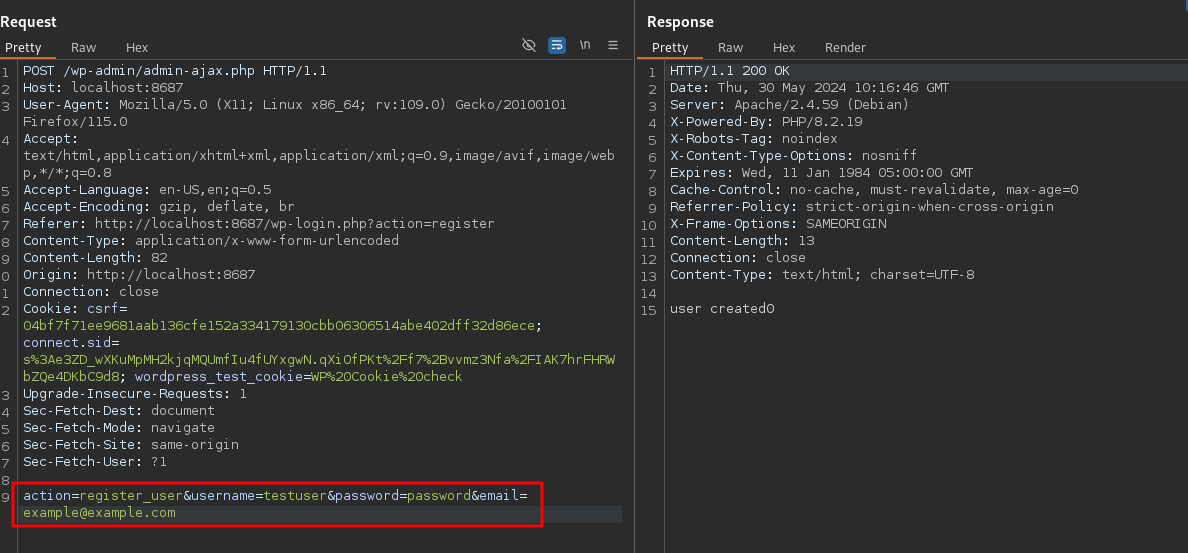 Request
Pretty Raw Hex
\n
1 POST /wp-admin/admin-ajax.php HTTP/1.1
2 Host: localhost:8687
3 User-Agent: Mozilla/5.0 (X11; Linux x86_64; rv:109.0) Gecko/20100101
Firefox/115.0
4 Accept:
text/html,application/xhtml+xml,application/xml;q=0.9,image/avif,image/web
p,*/*;q=0.8
5 Accept-Language: en-US,en;q=0.5
6 Accept-Encoding: gzip, deflate, br
7 Referer: http://localhost:8687/wp-login.php?action=register
8 Content-Type: application/x-www-form-urlencoded
9 Content-Length: 82
0 Origin: http://localhost:8687
1 Connection: close
2 Cookie: csrf=
04bf7f71ee9681aab136cfe152a334179130cbb06306514abe402dff32d86ece;
connect.sid=
s%3Ae3ZD_wXKuMpMH2kjqMQUmfIu4fUYxgwN.qXiOfPKt%2Ff7%2Bvvmz3Nfa%2FIAK7hrFHRW
bZQe4DKbC9d8; wordpress_test_cookie=WP%20Cookie%20check
3 Upgrade-Insecure-Requests: 1
4 Sec-Fetch-Dest: document
5 Sec-Fetch-Mode: navigate
6 Sec-Fetch-Site: same-origin
7 Sec-Fetch-User: ?1
8
9 action=register_user&username=testuser&password=password&email=
example@example.com
Response
Pretty Raw Hex Render
1 HTTP/1.1 200 OK
2 Date: Thu, 30 May 2024 10:16:46 GMT
3 Server: Apache/2.4.59 (Debian)
4 X-Powered-By: PHP/8.2.19
5 X-Robots-Tag: noindex
6 X-Content-Type-Options: nosniff
7 Expires: Wed, 11 Jan 1984 05:00:00 GMT
8 Cache-Control: no-cache, must-revalidate, max-age=0
9 Referrer-Policy: strict-origin-when-cross-origin
10 X-Frame-Options: SAMEORIGIN
11 Content-Length: 13
12 Connection: close
13 Content-Type: text/html; charset=UTF-8
14
15 user created0